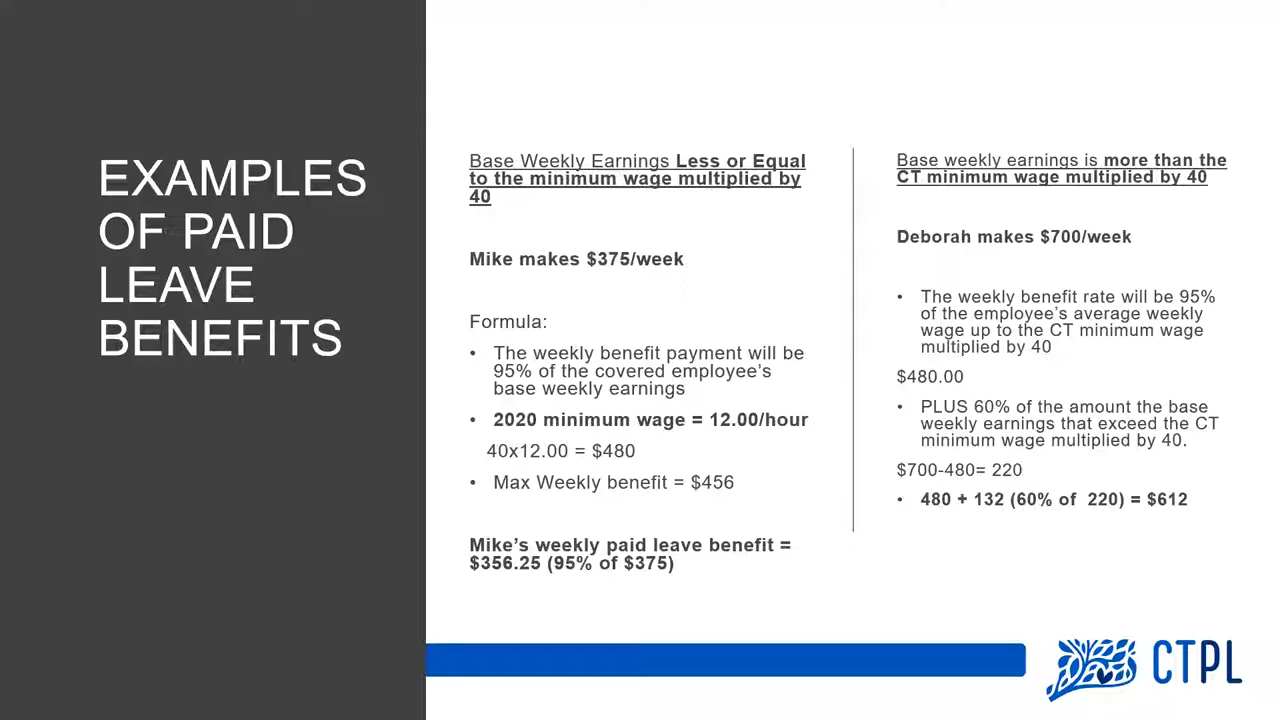 EXAMPLES
OF PAID
LEAVE
BENEFITS
Base Weekly Earnings Less or Equal
to the minimum wage multiplied by
40
Mike makes $375/week
Formula:
• The weekly benefit payment will be
95% of the covered employee’s
base weekly earnings
• 2020 minimum wage = 12.00/hour
40x12.00 = $480
• Max Weekly benefit = $456
Mike’s weekly paid leave benefit =
$356.25 (95% of $375)
Base weekly earnings is more than the
CT minimum wage multiplied by 40
Deborah makes $700/week
• The weekly benefit rate will be 95%
of the employee’s average weekly
wage up to the CT minimum wage
multiplied by 40
$480.00
• PLUS 60% of the amount the base
weekly earnings that exceed the CT
minimum wage multiplied by 40.
$700-480= 220
• 480 + 132 (60% of 220) = $612
CTPL